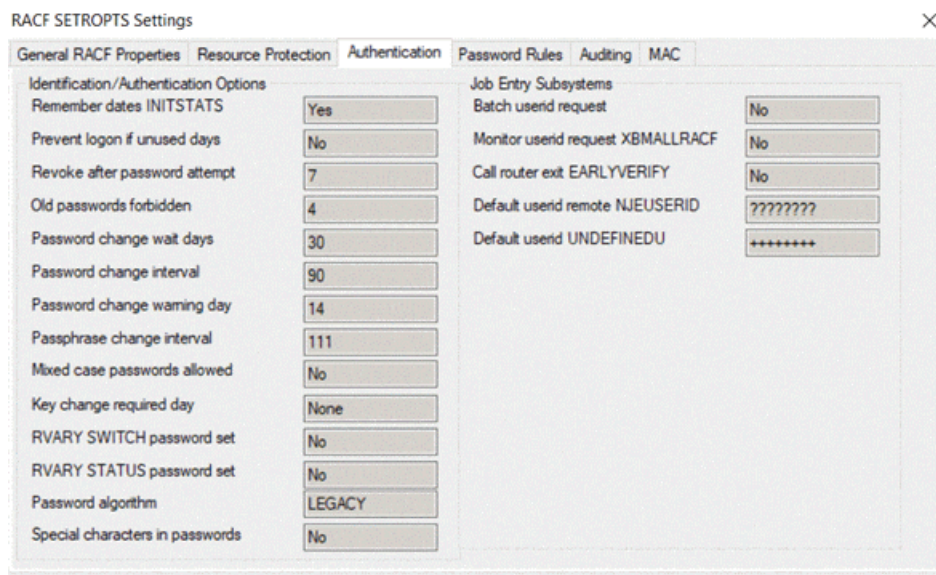 RACF SETROPTS Settings
General RACF Properties Resource Protection Authentication Password Rules Auditing MAC
Identification/Authentication Options
Remember dates INITSTATS Yes
Prevent logon if unused days No
Revoke after password attempt 7
Old passwords forbidden 4
Password change wait days 30
Password change interval 90
Password change warning day 14
Passphrase change interval 111
Mixed case passwords allowed No
Key change required day None
RVARY SWITCH password set No
RVARY STATUS password set No
Password algorithm LEGACY
Special characters in passwords No
Job Entry Subsystems
Batch userid request No
Monitor userid request XBMALLRACF No
Call router exit EARLYVERIFY No
Default userid remote NJEUSERID ????????
Default userid UNDEFINEDU ++++++++